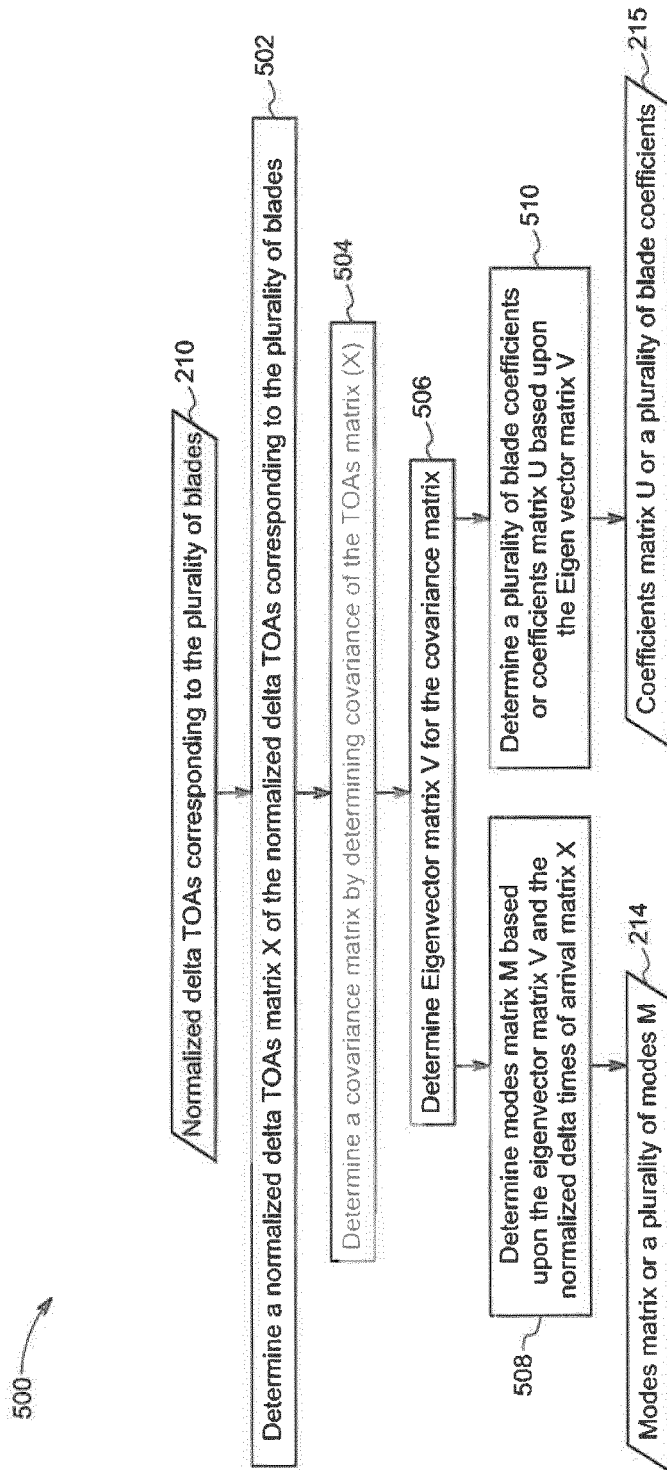 500
Normalized delta TOAs corresponding to the plurality of blades
210
Determine a normalized delta TOAs matrix X of the normalized delta TOAs corresponding to the plurality of blades
502
Determine a covariance matrix by determining covariance of the TOAs matrix (X)
504
Determine Eigenvector matrix V for the covariance matrix
506
Determine modes matrix M based
upon the eigenvector matrix V and the
normalized delta times of arrival matrix X
508
Determine a plurality of blade coefficients
or coefficients matrix U based upon
the Eigen vector matrix V
510
Modes matrix or a plurality of modes M
214
Coefficients matrix U or a plurality of blade coefficients
215